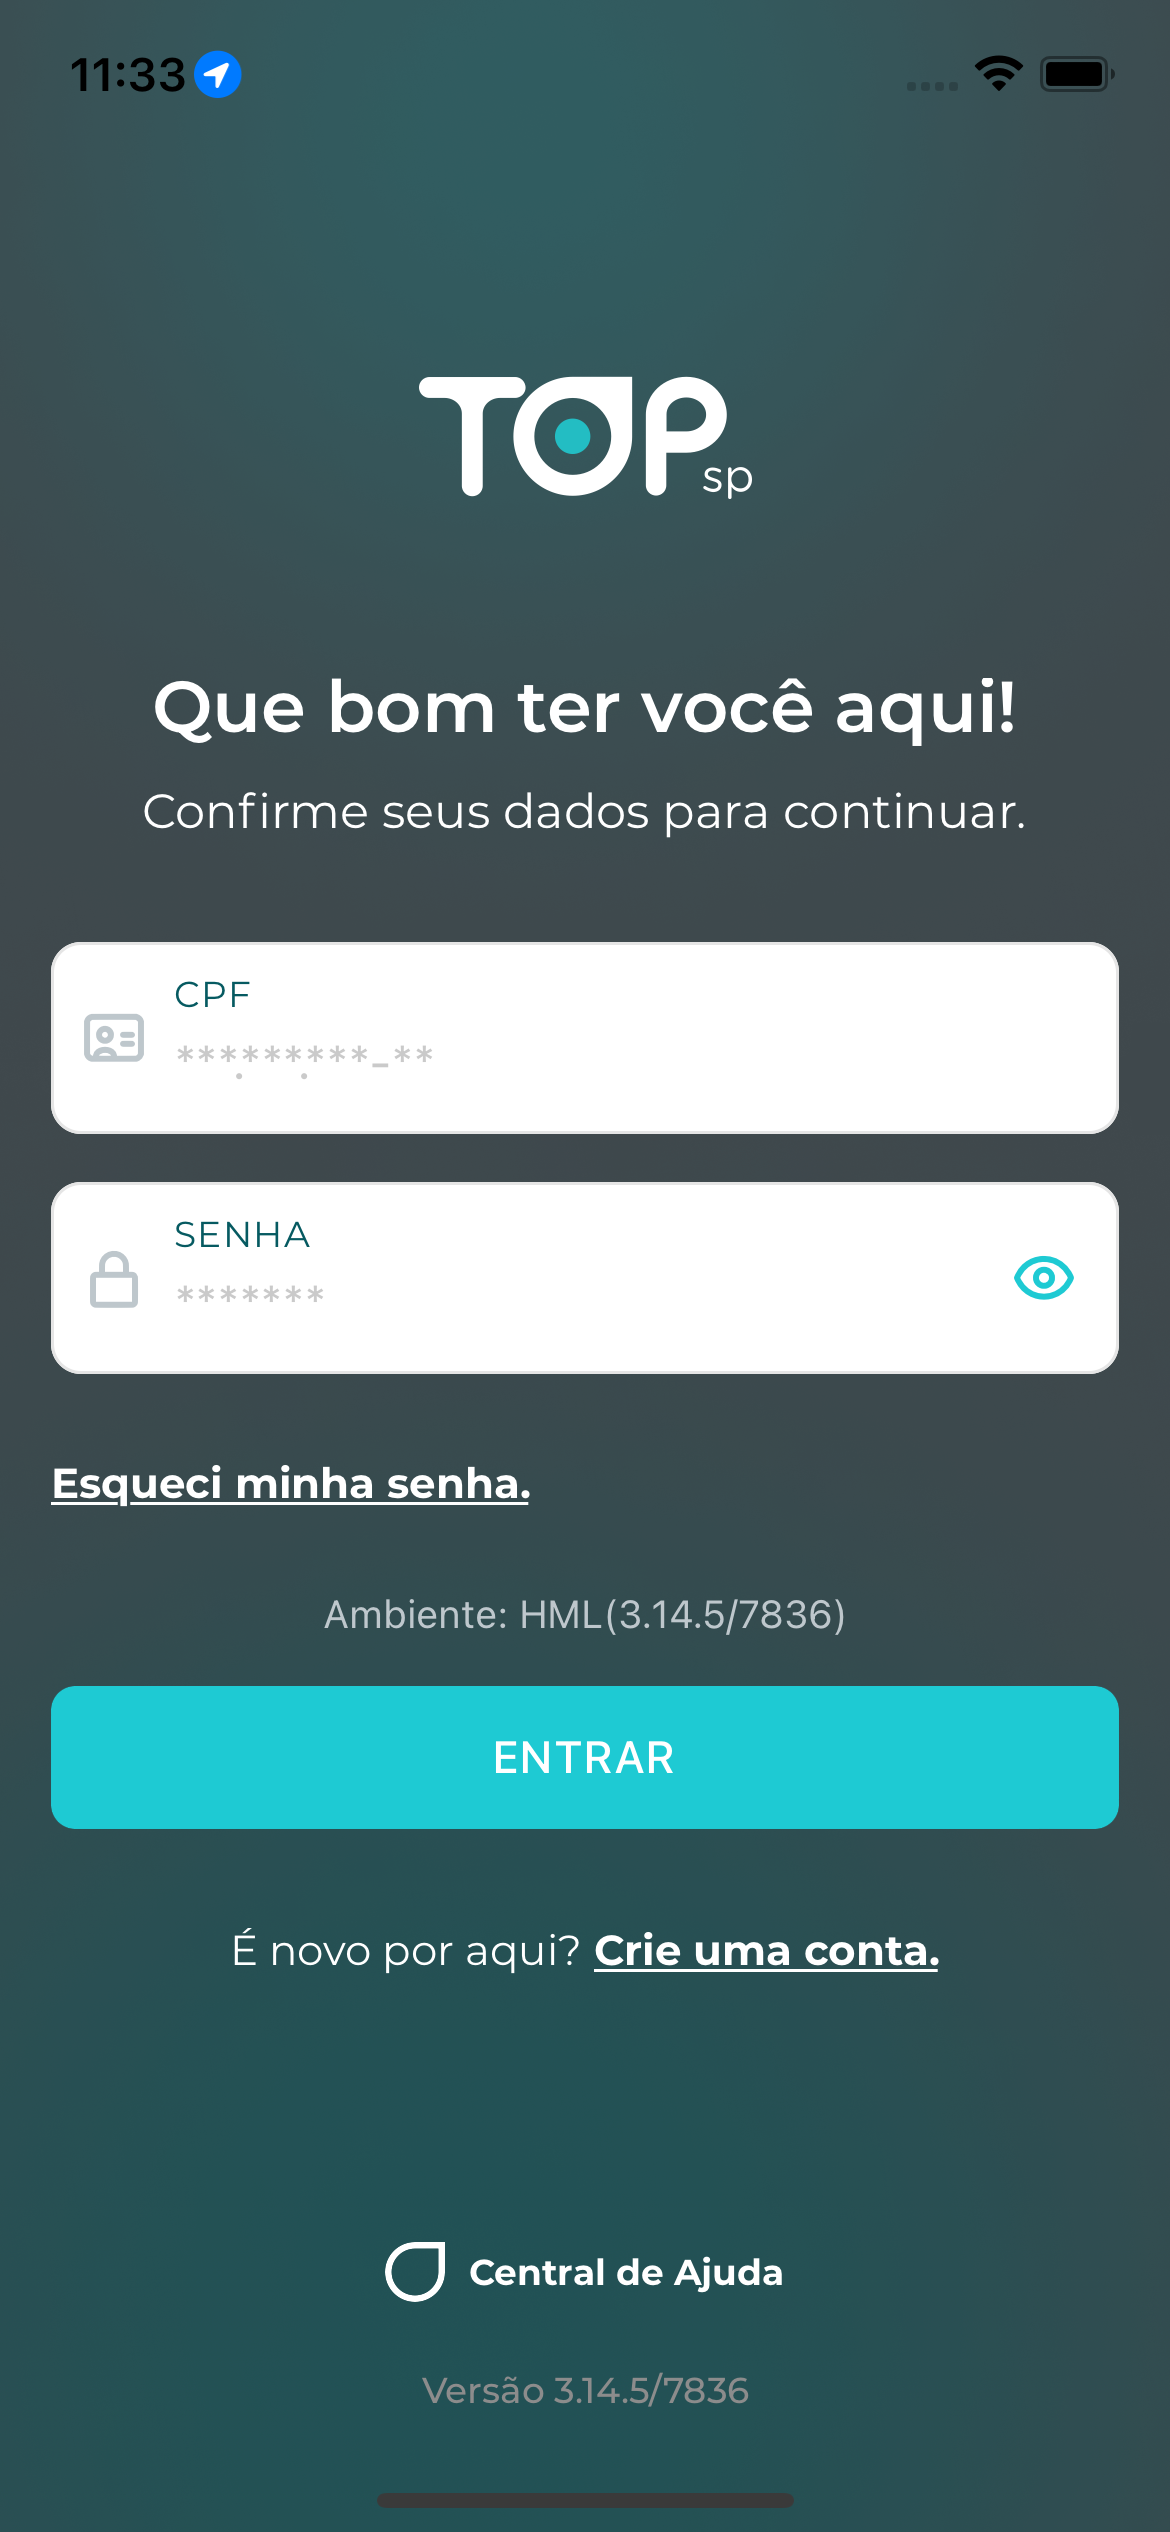 11:33
TOP
sp
Que bom ter você aqui!
Confirme seus dados para continuar.
CPF
***.***.***-**
SENHA
*******
Esqueci minha senha.
Ambiente: HML(3.14.5/7836)
ENTRAR
É novo por aqui? Crie uma conta.
Central de Ajuda
Versão 3.14.5/7836